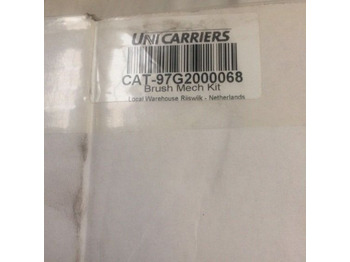 UNICARRIERS
CAT-97G2000068
Brush Mech Kit
Local Warehouse Rijswijk - Netherlands